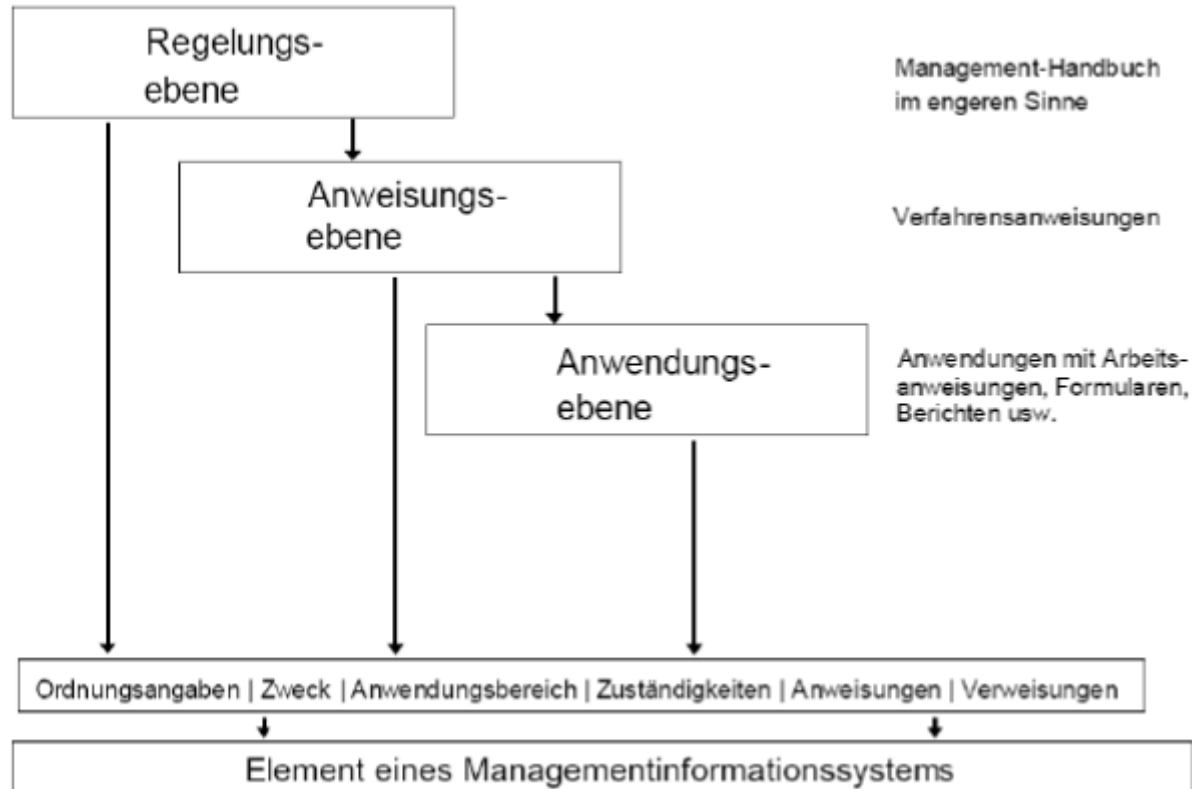 Regelungs-
ebene
Management-Handbuch
im engeren Sinne
Anweisungs-
ebene
Verfahrensanweisungen
Anwendungs-
ebene
Anwendungen mit Arbeits-
anweisungen, Formularen,
Berichten usw.
Ordnungsangaben | Zweck | Anwendungsbereich | Zuständigkeiten | Anweisungen | Verweisungen
Element eines Managementinformationssystems